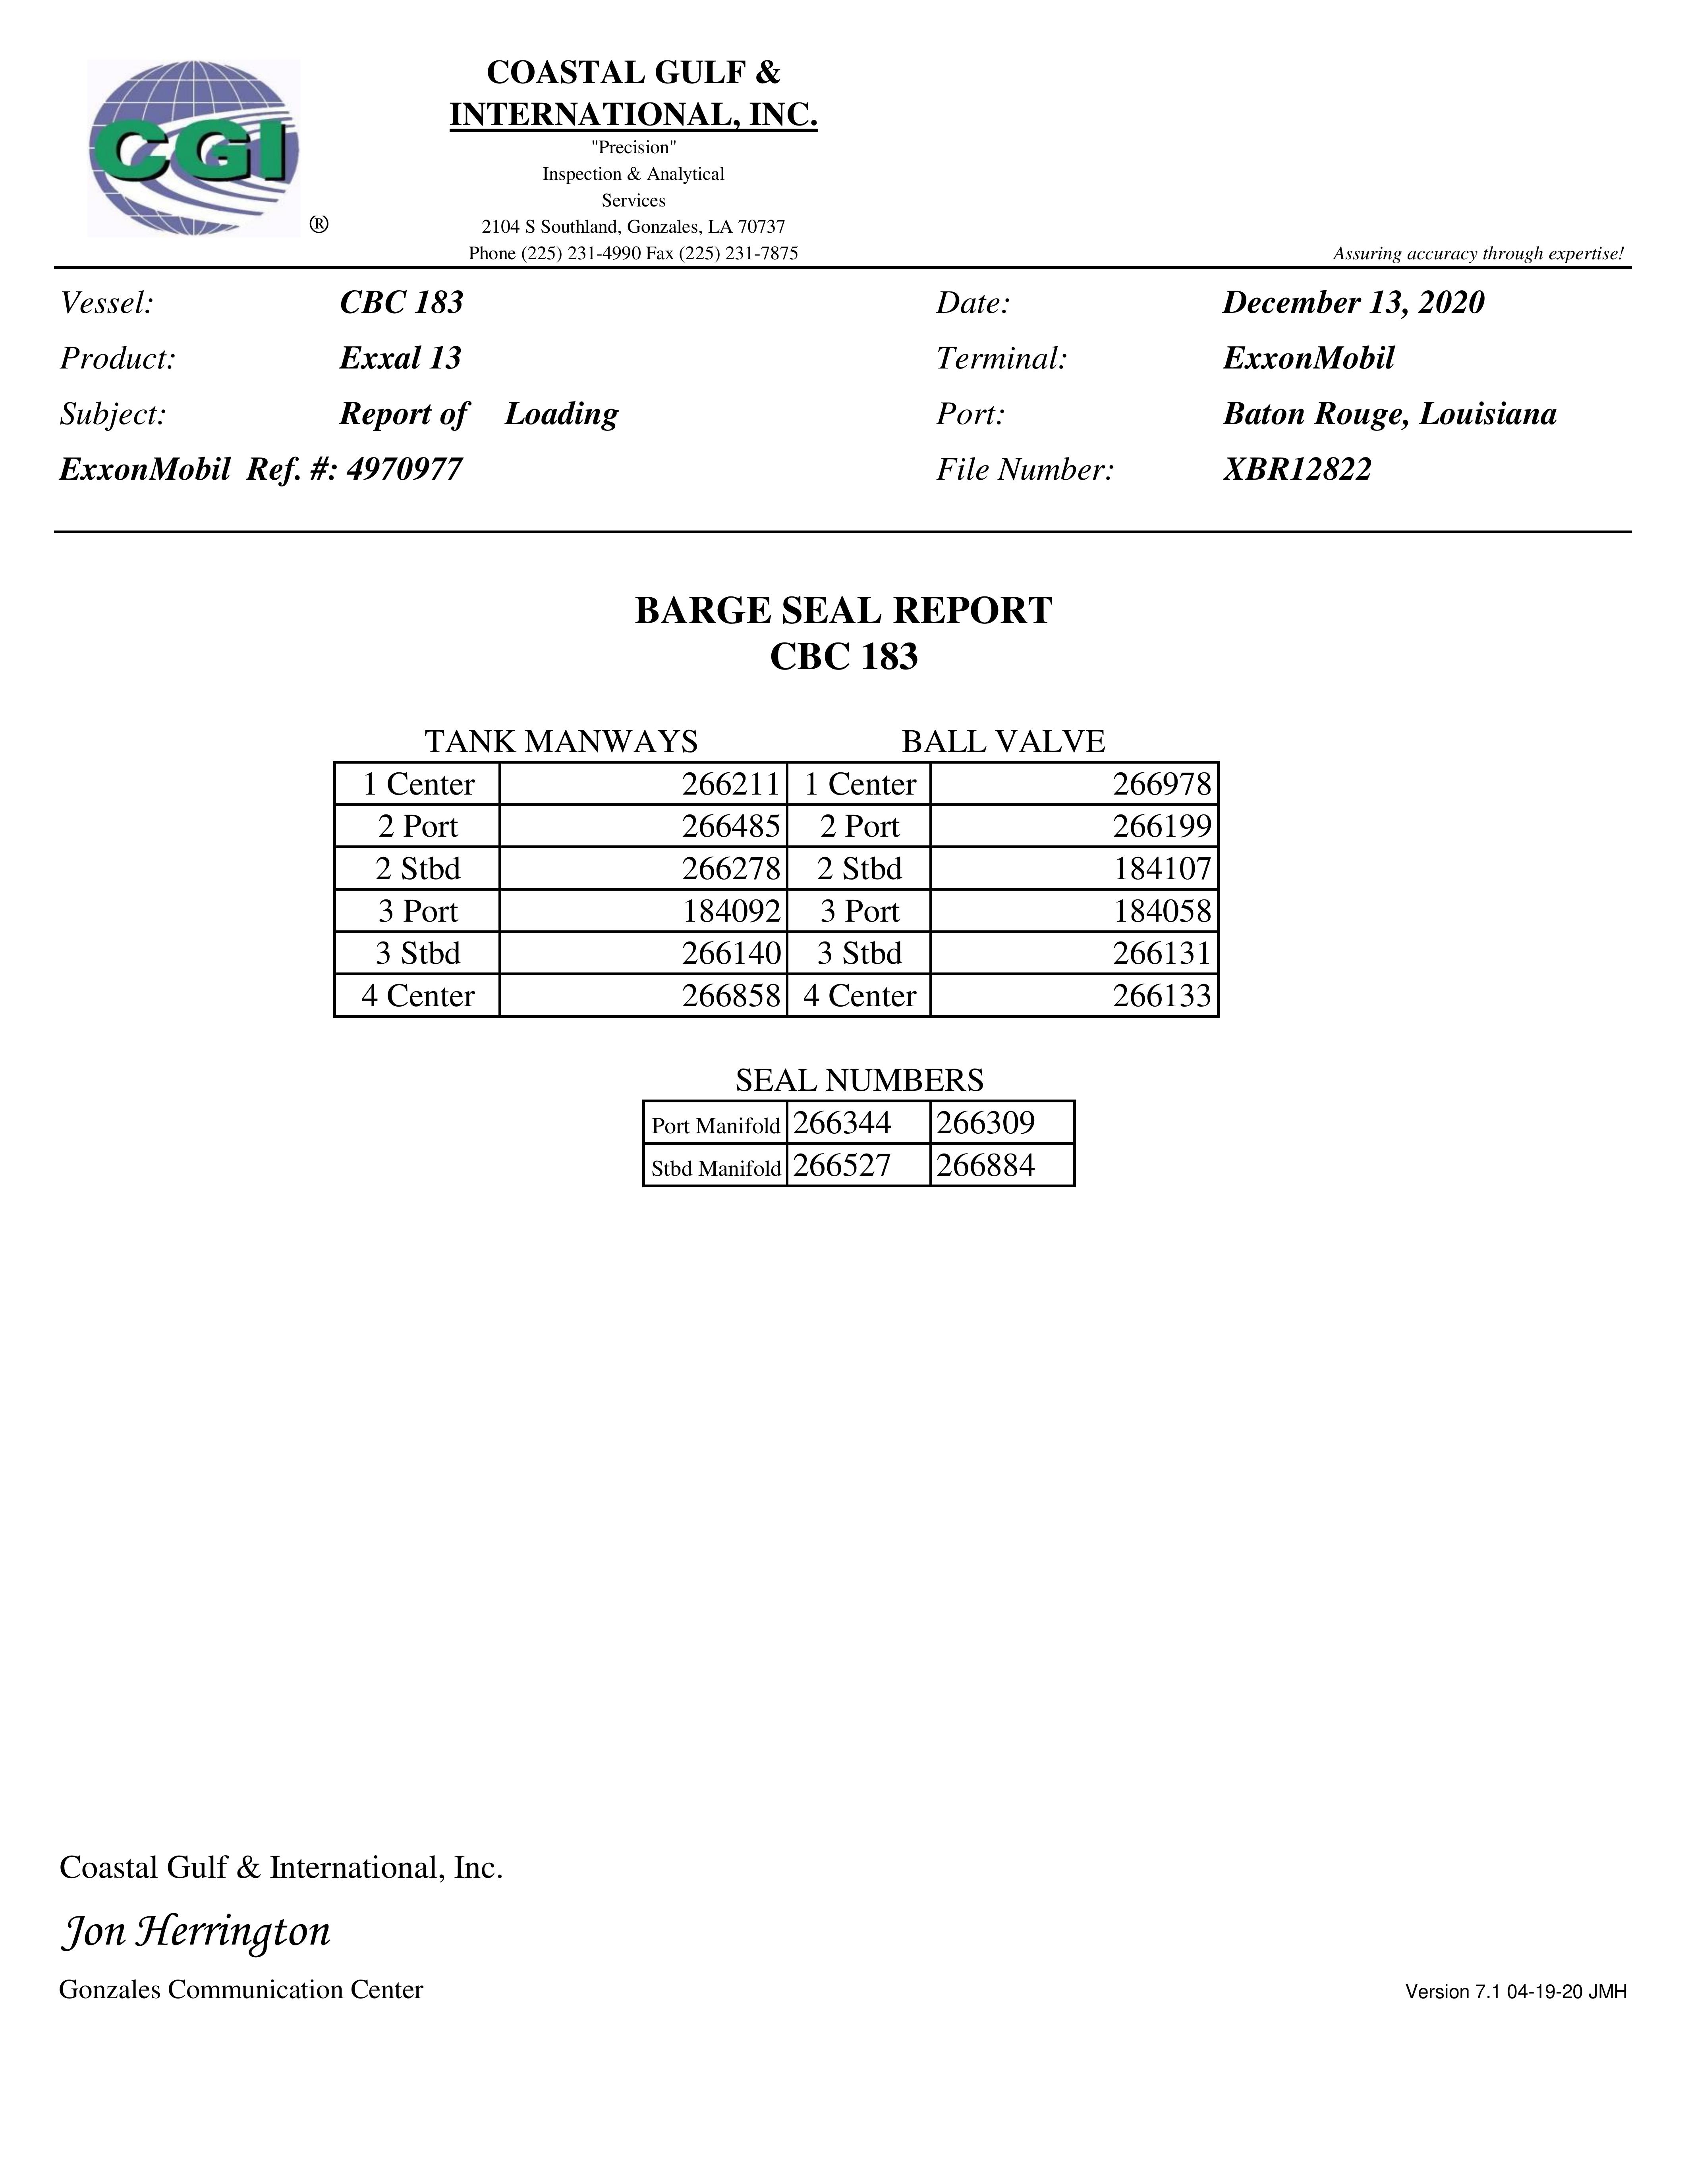 COASTAL GULF &
INTERNATIONAL, INC.
"Precision"
Inspection & Analytical
Services
2104 S Southland, Gonzales, LA 70737
Phone (225) 231-4990 Fax (225) 231-7875
CGI
®
Assuring accuracy through expertise!
Vessel: CBC 183 Date: December 13, 2020
Product: Exxal 13 Terminal: ExxonMobil
Subject: Report of Loading Port: Baton Rouge, Louisiana
ExxonMobil Ref. #: 4970977 File Number: XBR12822
BARGE SEAL REPORT
CBC 183
TANK MANWAYS BALL VALVE
1 Center 266211 1 Center 266978
2 Port 266485 2 Port 266199
2 Stbd 266278 2 Stbd 184107
3 Port 184092 3 Port 184058
3 Stbd 266140 3 Stbd 266131
4 Center 266858 4 Center 266133
SEAL NUMBERS
Port Manifold 266344 266309
Stbd Manifold 266527 266884
Coastal Gulf & International, Inc.
Jon Herrington
Gonzales Communication Center Version 7.1 04-19-20 JMH